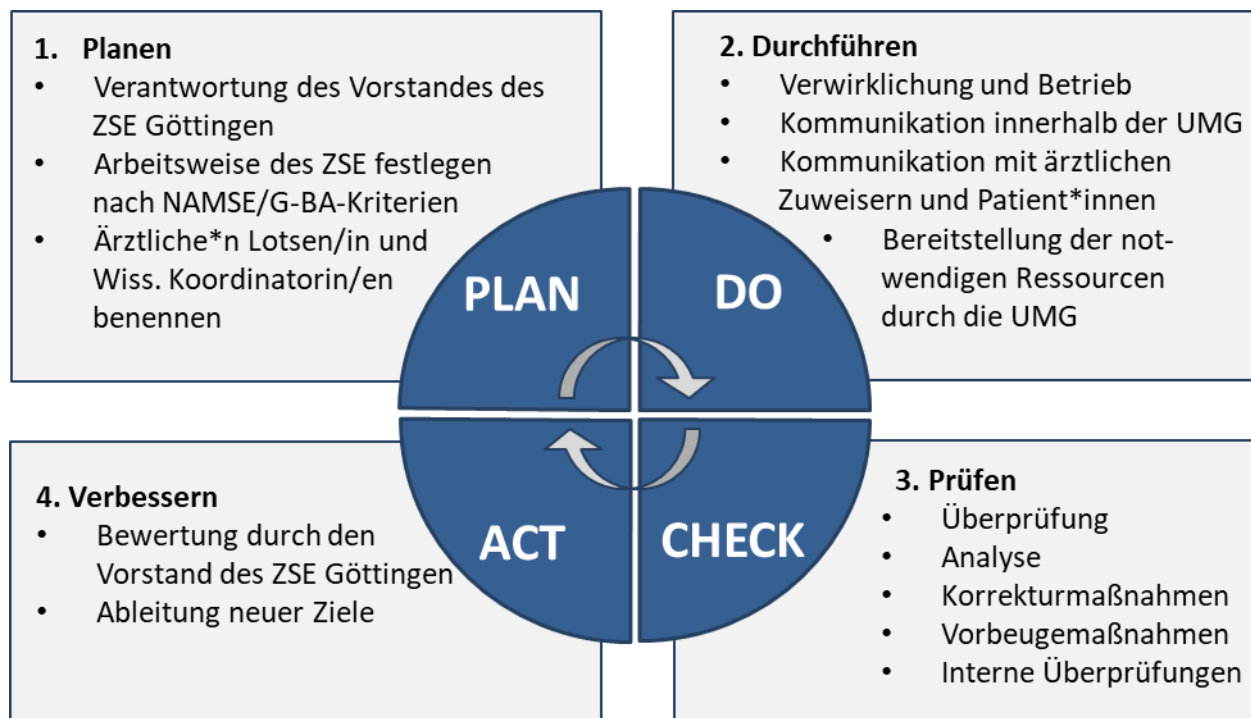 1. Planen
• Verantwortung des Vorstandes des
ZSE Göttingen
• Arbeitsweise des ZSE festlegen
nach NAMSE/G-BA-Kriterien
• Ärztliche*n Lotsen/in und
Wiss. Koordinatorin/en
benennen
2. Durchführen
• Verwirklichung und Betrieb
• Kommunikation innerhalb der UMG
• Kommunikation mit ärztlichen
Zuweisern und Patient*innen
• Bereitstellung der not-
wendigen Ressourcen
durch die UMG
PLAN
DO
ACT
CHECK
4. Verbessern
• Bewertung durch den
Vorstand des ZSE Göttingen
• Ableitung neuer Ziele
3. Prüfen
• Überprüfung
• Analyse
• Korrekturmaßnahmen
• Vorbeugemaßnahmen
• Interne Überprüfungen